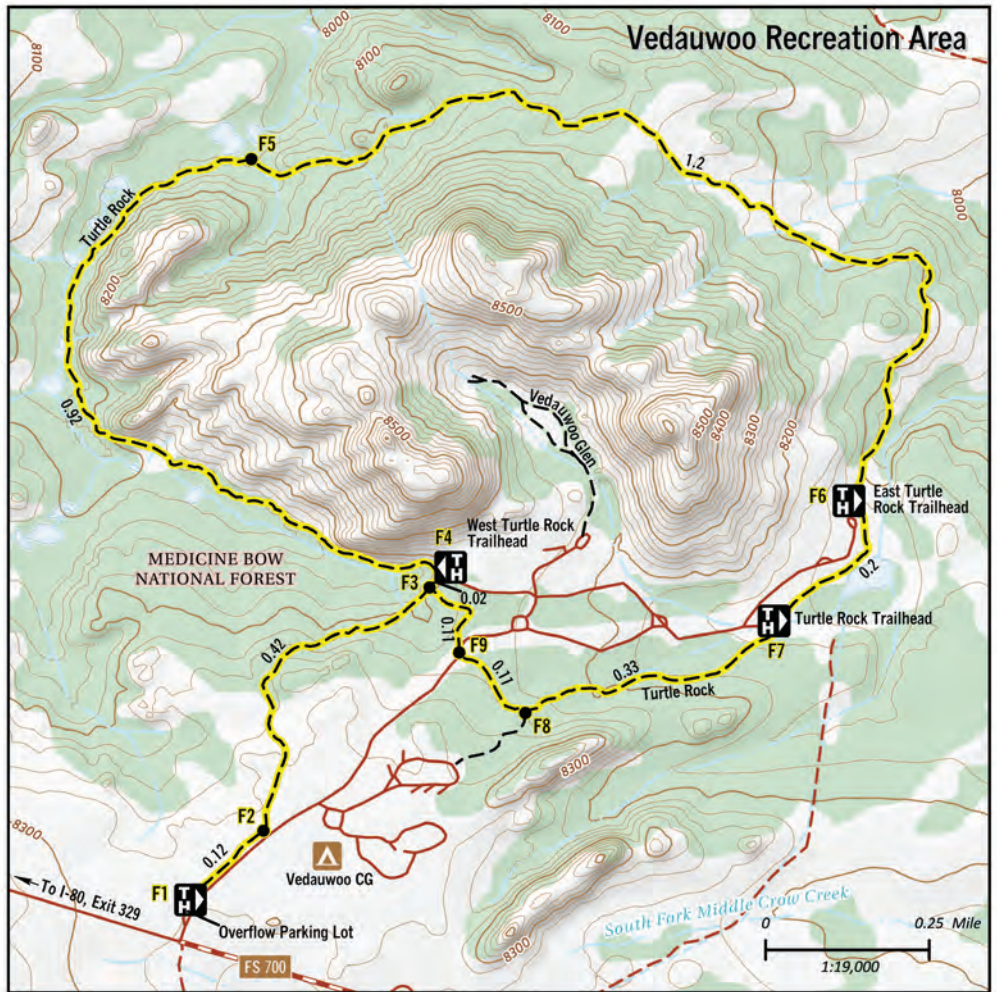 Vedauwoo Recreation Area
8100
8000
8100
8100
F5
1.2
Turtle Rock
8000
8200
8500
Vedauwoo Glen
0.92
8500
8500
8400
8300
8200
F6
T
H
East Turtle
Rock Trailhead
F4
West Turtle Rock
Trailhead
T
H
MEDICINE BOW
NATIONAL FOREST
F3
0.02
0.2
0.11
T
H
Turtle Rock Trailhead
F7
0.42
F9
0.33
Turtle Rock
0.11
F8
8300
F2
8300
0.12
Vedauwoo CG
F1
T
H
To I-80, Exit 329
Overflow Parking Lot
South Fork Middle Crow Creek
0 0.25 Mile
8300
FS 700
1:19,000